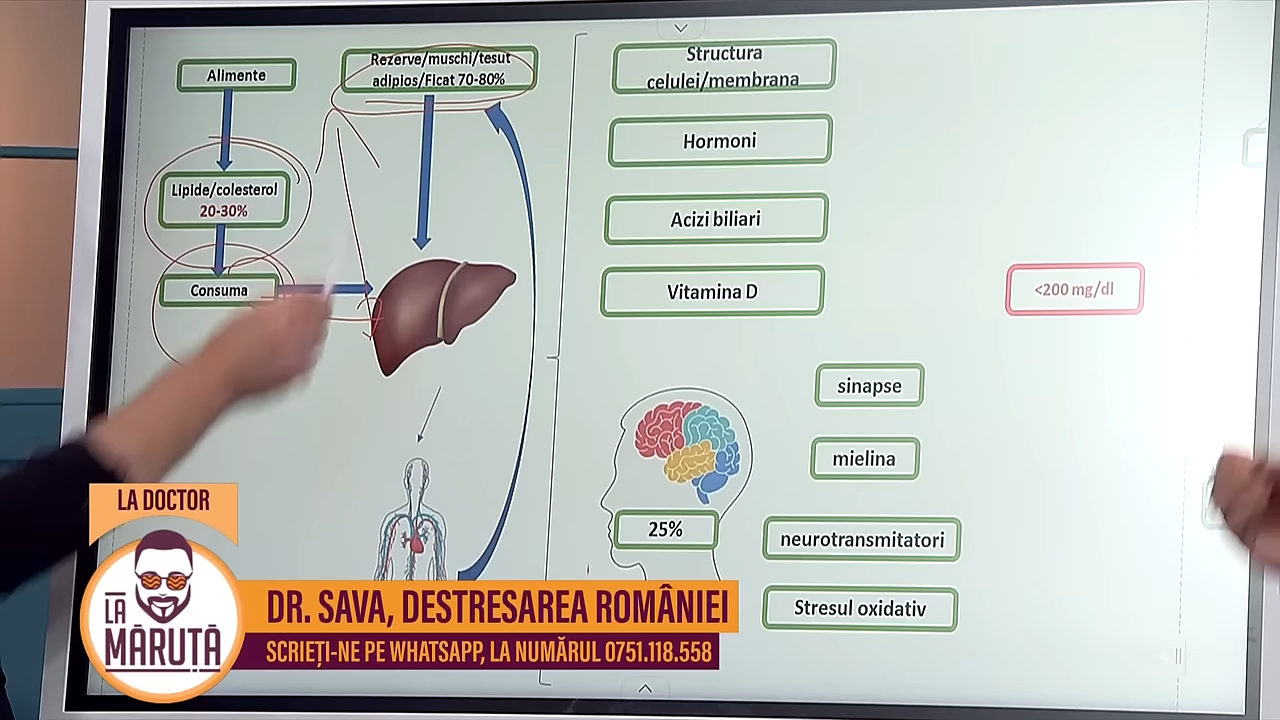 Alimente
Rezerve/muschi/tesut
adipios/Ficat 70-80%
Lipide/colesterol
20-30%
Consuma
Structura
celulei/membrana
Hormoni
Acizi biliari
Vitamina D
<200 mg/dl
sinapse
mielina
25%
neurotransmitatori
Stresul oxidativ
LA DOCTOR
LA
MĂRUȚĂ
DR. SAVA, DESTRESAREA ROMÂNIEI
SCRIEȚI-NE PE WHATSAPP, LA NUMĂRUL 0751.118.558